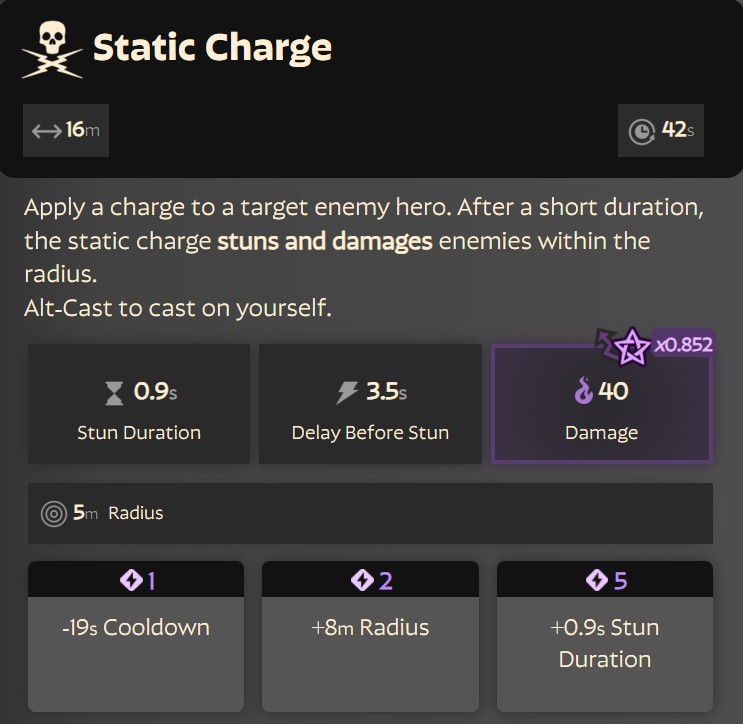 Static Charge
16m
42s
Apply a charge to a target enemy hero. After a short duration,
the static charge stuns and damages enemies within the
radius.
Alt-Cast to cast on yourself.
x0.852
0.9s
Stun Duration
3.5s
Delay Before Stun
40
Damage
5m Radius
1
-19s Cooldown
2
+8m Radius
5
+0.9s Stun
Duration